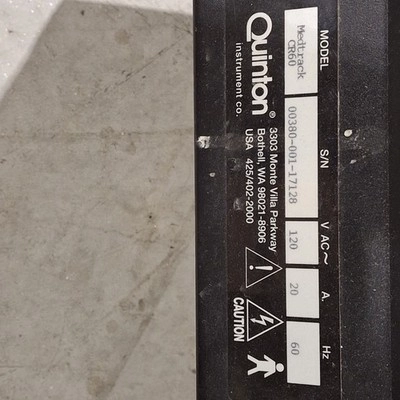 MODEL S/N V AC~ A. Hz
Medtrack 00380-001-17128 120 20 60
CR60
Quinton®
instrument co.
3303 Monte Villa Parkway
Bothell, WA 98021-8906
USA 425/402-2000
CAUTION